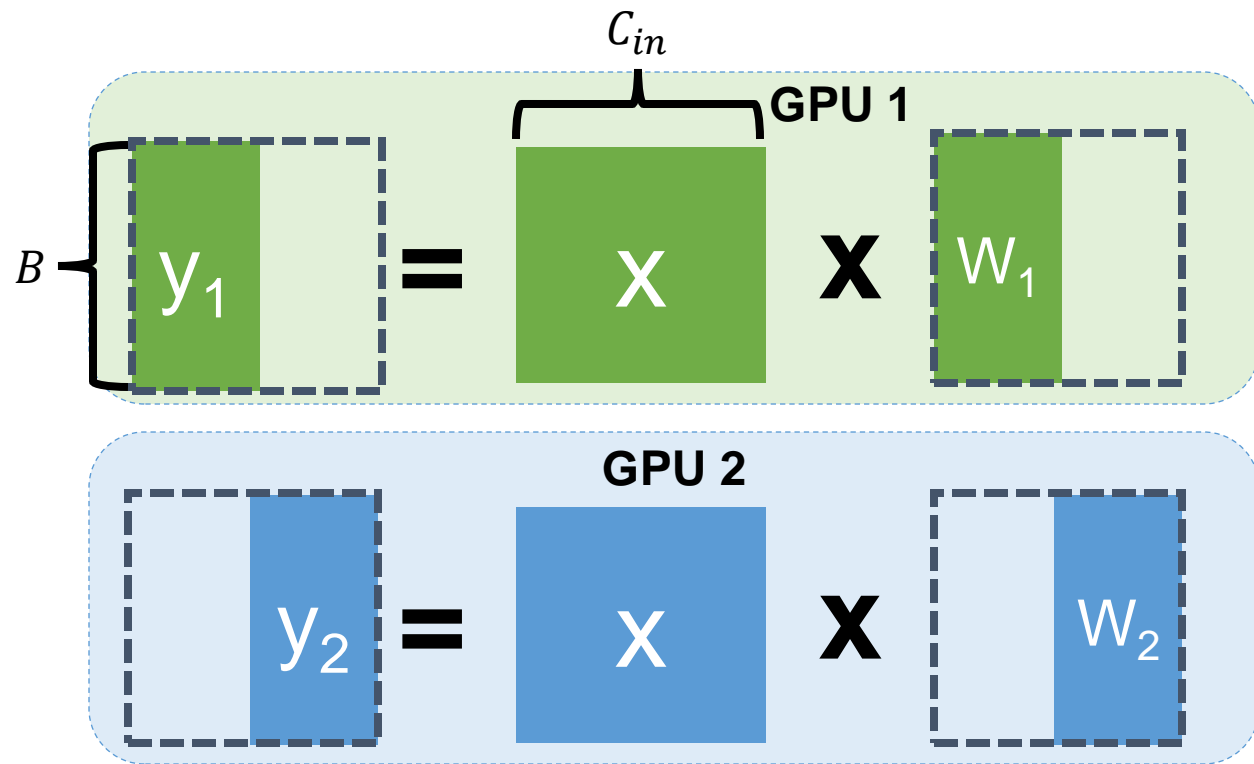 C_in
GPU 1
B
y_1 = x x W_1
GPU 2
y_2 = x x W_2